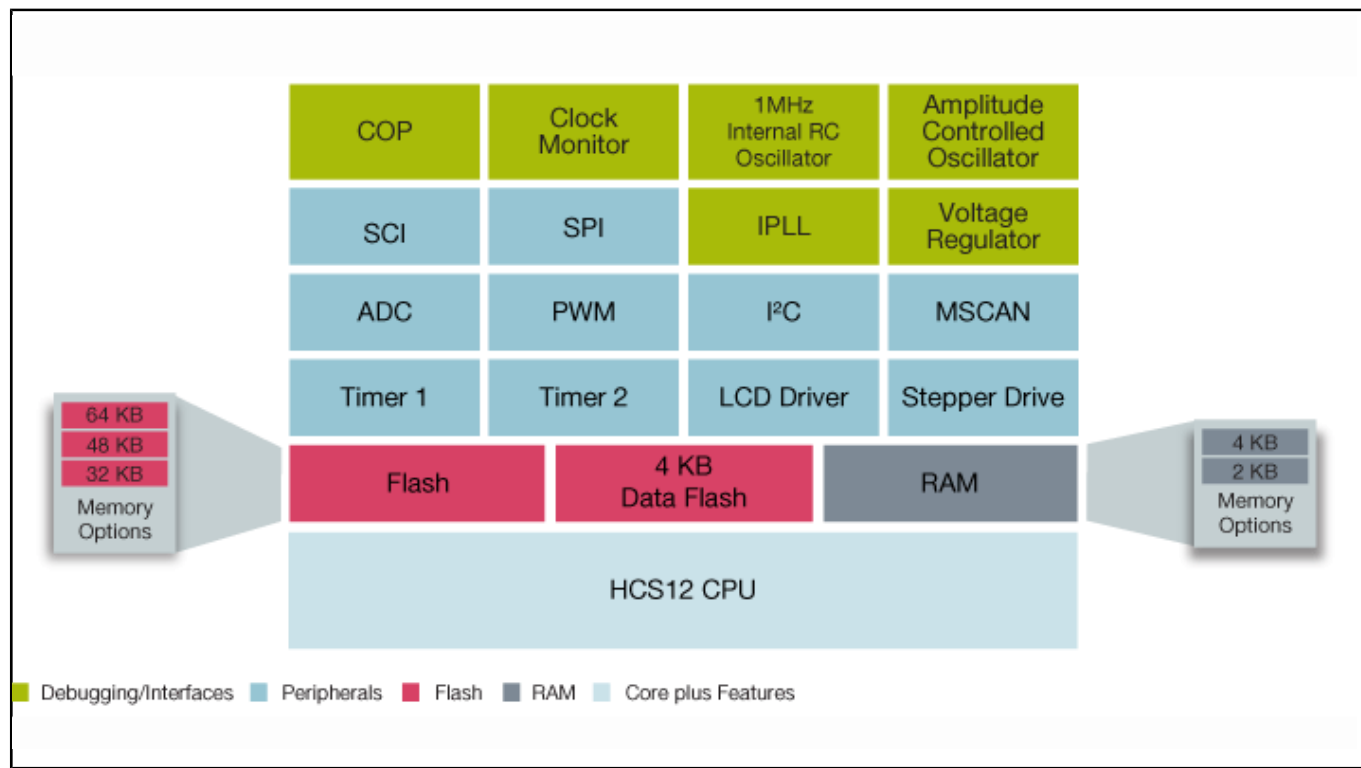 COP
Clock
Monitor
1MHz
Internal RC
Oscillator
Amplitude
Controlled
Oscillator
SCI
SPI
IPLL
Voltage
Regulator
ADC
PWM
I²C
MSCAN
Timer 1
Timer 2
LCD Driver
Stepper Drive
64 KB
48 KB
32 KB
Memory
Options
Flash
4 KB
Data Flash
RAM
4 KB
2 KB
Memory
Options
HCS12 CPU
Debugging/Interfaces Peripherals Flash RAM Core plus Features